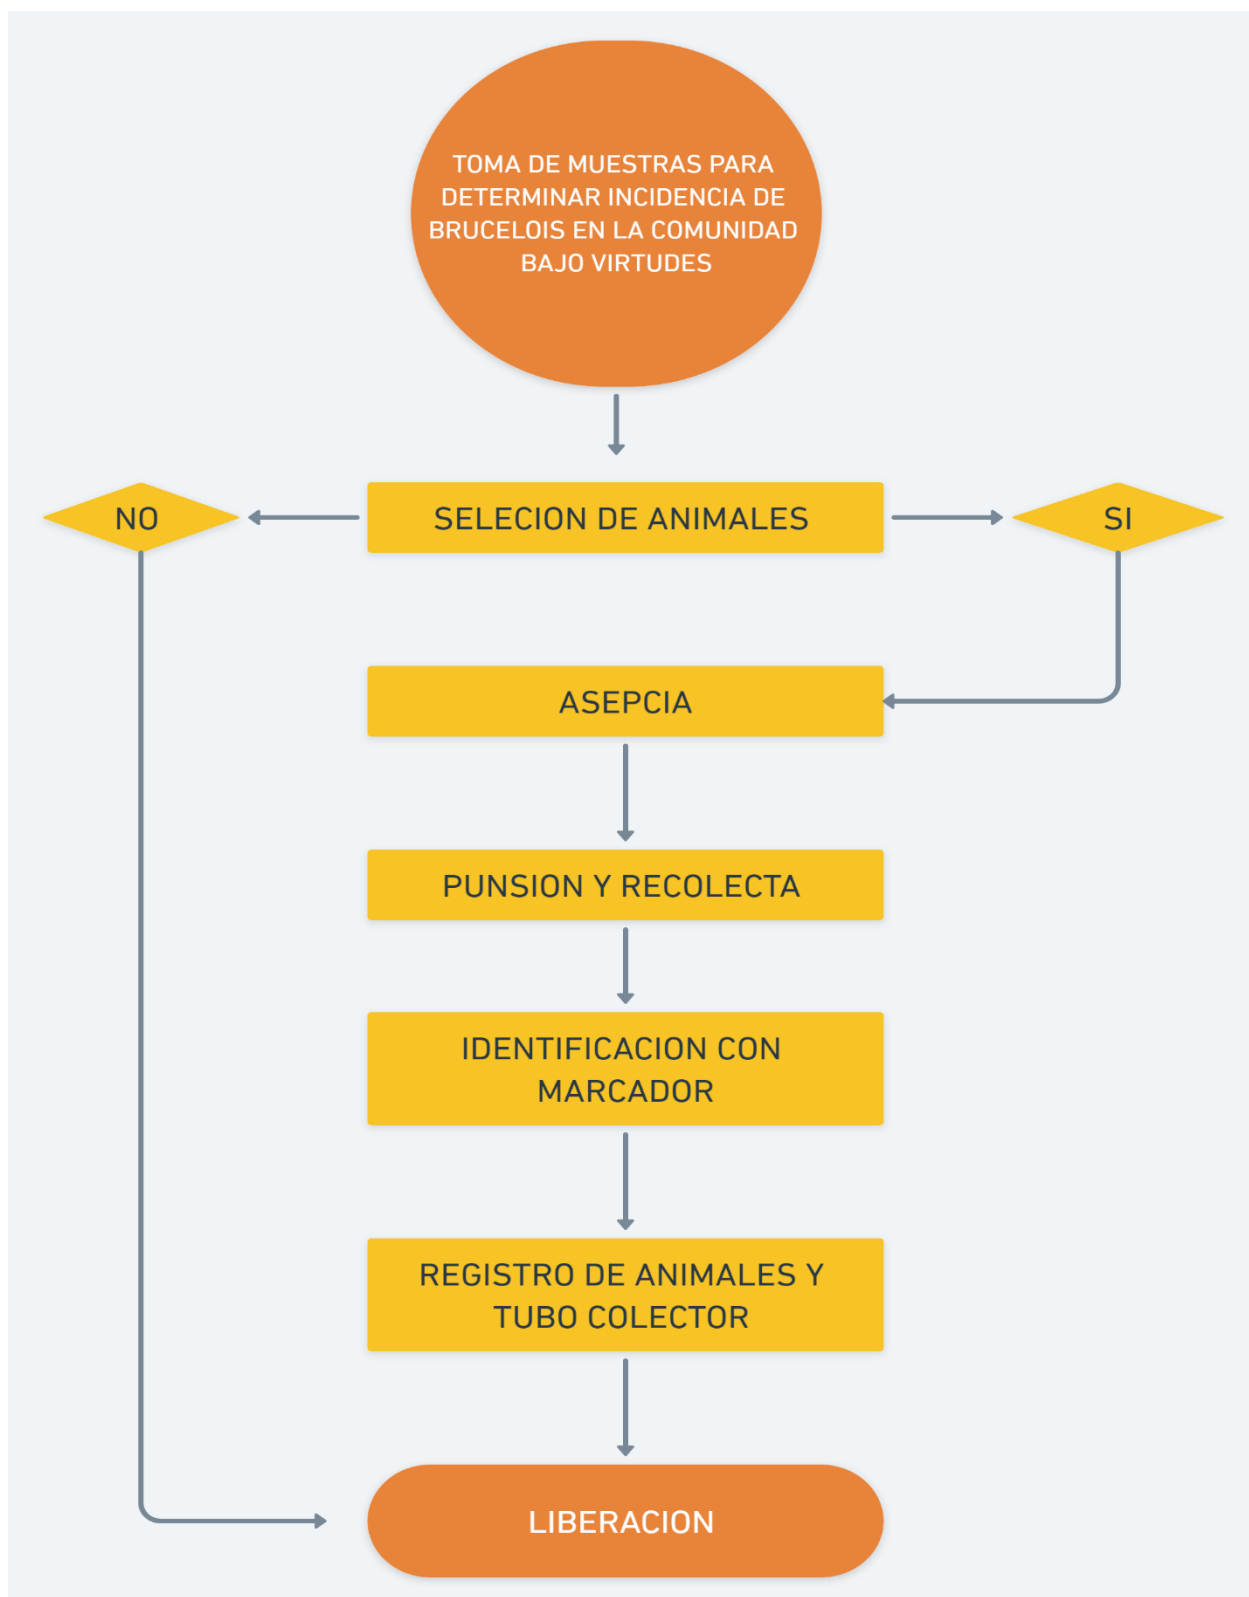 TOMA DE MUESTRAS PARA
DETERMINAR INCIDENCIA DE
BRUCELOIS EN LA COMUNIDAD
BAJO VIRTUDES
NO
SELECION DE ANIMALES
SI
ASEPCIA
PUNSION Y RECOLECTA
IDENTIFICACION CON
MARCADOR
REGISTRO DE ANIMALES Y
TUBO COLECTOR
LIBERACION